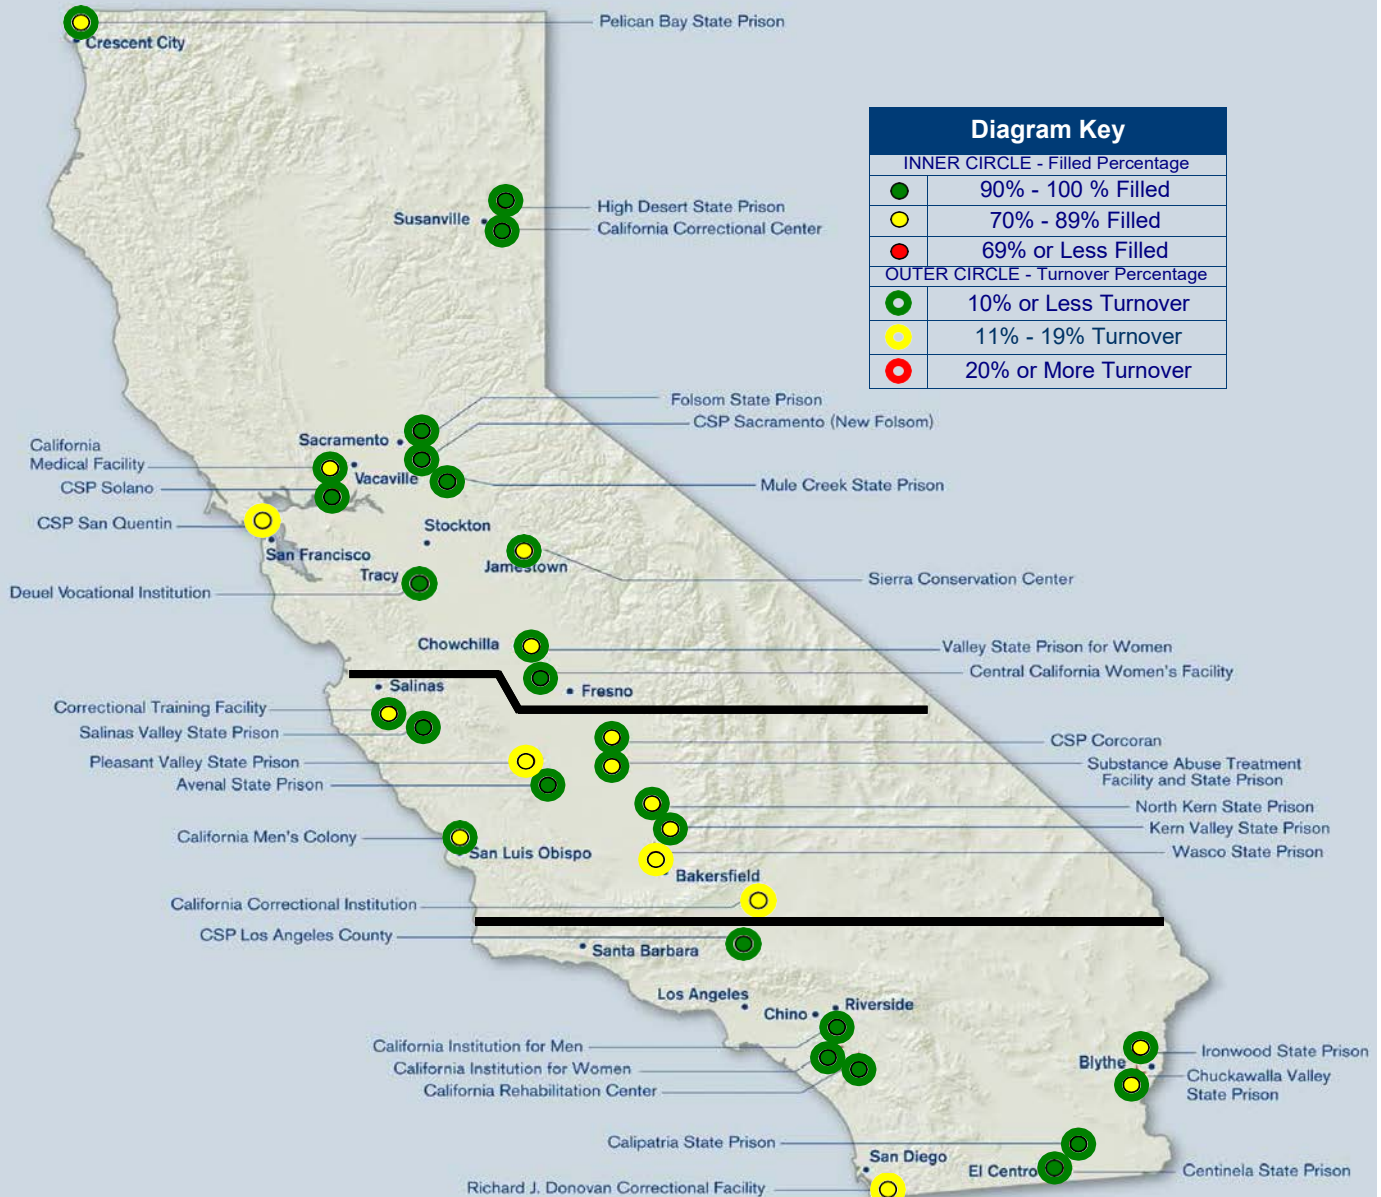 Pelican Bay State Prison
Crescent City
Diagram Key
INNER CIRCLE - Filled Percentage
90% - 100 % Filled
70% - 89% Filled
69% or Less Filled
OUTER CIRCLE - Turnover Percentage
10% or Less Turnover
11% - 19% Turnover
20% or More Turnover
High Desert State Prison
Susanville
California Correctional Center
Folsom State Prison
CSP Sacramento (New Folsom)
Sacramento
California
Medical Facility
Vacaville
CSP Solano
Mule Creek State Prison
CSP San Quentin
Stockton
San Francisco
Jamestown
Tracy
Sierra Conservation Center
Deuel Vocational Institution
Chowchilla
Valley State Prison for Women
Central California Women's Facility
Salinas
Fresno
Correctional Training Facility
Salinas Valley State Prison
CSP Corcoran
Pleasant Valley State Prison
Substance Abuse Treatment
Facility and State Prison
Avenal State Prison
North Kern State Prison
Kern Valley State Prison
California Men's Colony
San Luis Obispo
Wasco State Prison
Bakersfield
California Correctional Institution
CSP Los Angeles County
Santa Barbara
Los Angeles
Riverside
Chino
California Institution for Men
Ironwood State Prison
Blythe
California Institution for Women
Chuckawalla Valley
State Prison
California Rehabilitation Center
Calipatria State Prison
San Diego
El Centro
Centinela State Prison
Richard J. Donovan Correctional Facility